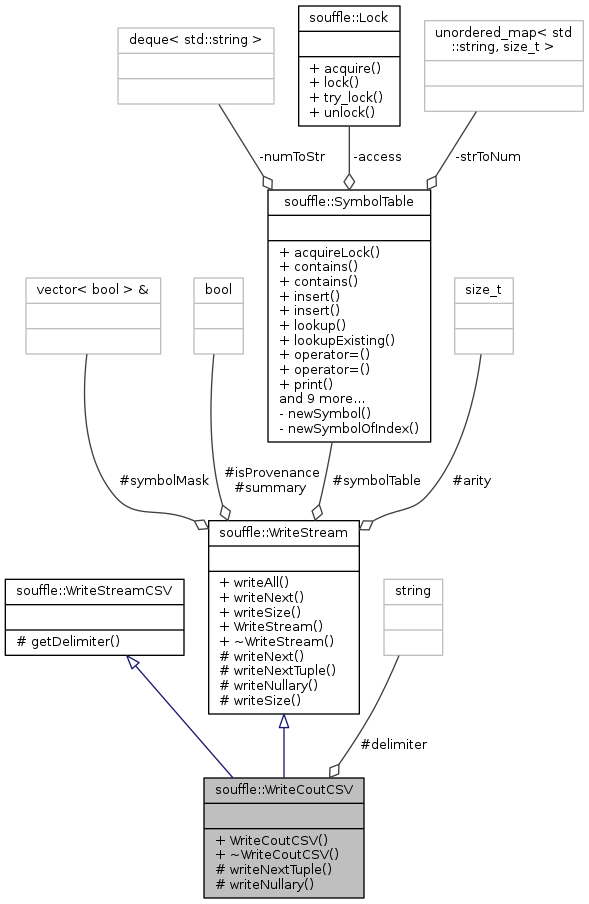 souffle::Lock
+ acquire()
+ lock()
+ try_lock()
+ unlock()
deque< std::string >
unordered_map< std
::string, size_t >
-numToStr
-access
-strToNum
souffle::SymbolTable
+ acquireLock()
+ contains()
+ contains()
+ insert()
+ insert()
+ lookup()
+ lookupExisting()
+ operator=()
+ operator=()
+ print()
and 9 more...
- newSymbol()
- newSymbolOfIndex()
vector< bool > &
bool
size_t
#symbolMask
#isProvenance
#summary
#symbolTable
#arity
souffle::WriteStream
+ writeAll()
+ writeNext()
+ writeSize()
+ WriteStream()
+ ~WriteStream()
# writeNext()
# writeNextTuple()
# writeNullary()
# writeSize()
souffle::WriteStreamCSV
# getDelimiter()
string
#delimiter
souffle::WriteCoutCSV
+ WriteCoutCSV()
+ ~WriteCoutCSV()
# writeNextTuple()
# writeNullary()